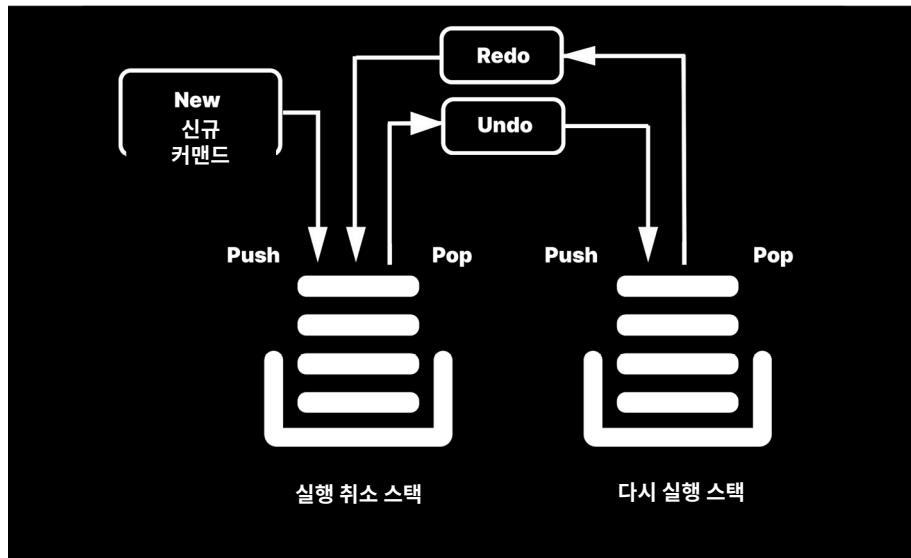 Redo
New
신규
커맨드
Undo
Push
Pop
Push
Pop
실행 취소 스택
다시 실행 스택